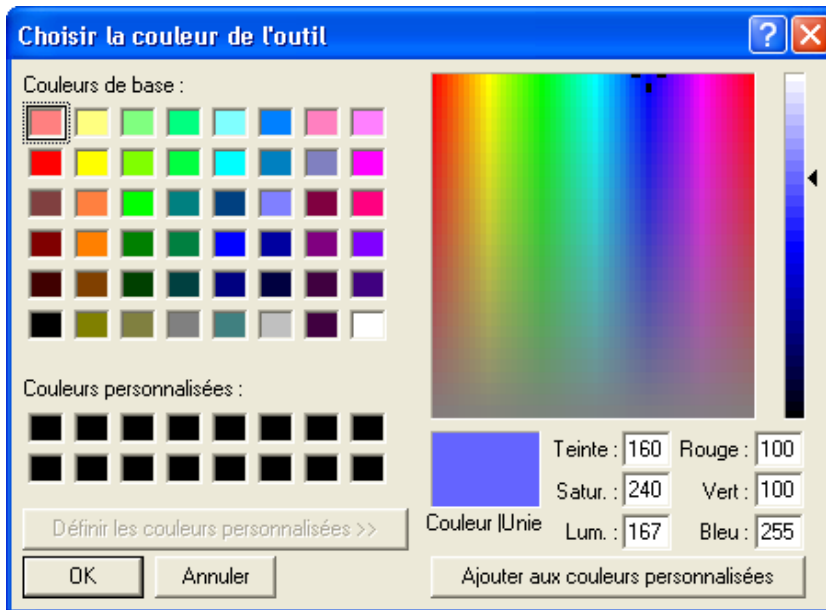 Choisir la couleur de l'outil
Couleurs de base :
Couleurs personnalisées :
Définir les couleurs personnalisées >>
OK Annuler
Couleur |Unie
Teinte : 160 Rouge : 100
Satur. : 240 Vert : 100
Lum. : 167 Bleu : 255
Ajouter aux couleurs personnalisées